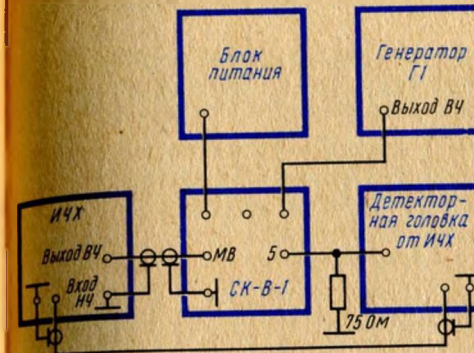 Блок
питания
Генератор
Г1
Выход ВЧ
ИЧХ
Выход ВЧ
Вход
НЧ
МВ
5
СК-В-1
75 Ом
Детектор-
ная головка
от ИЧХ